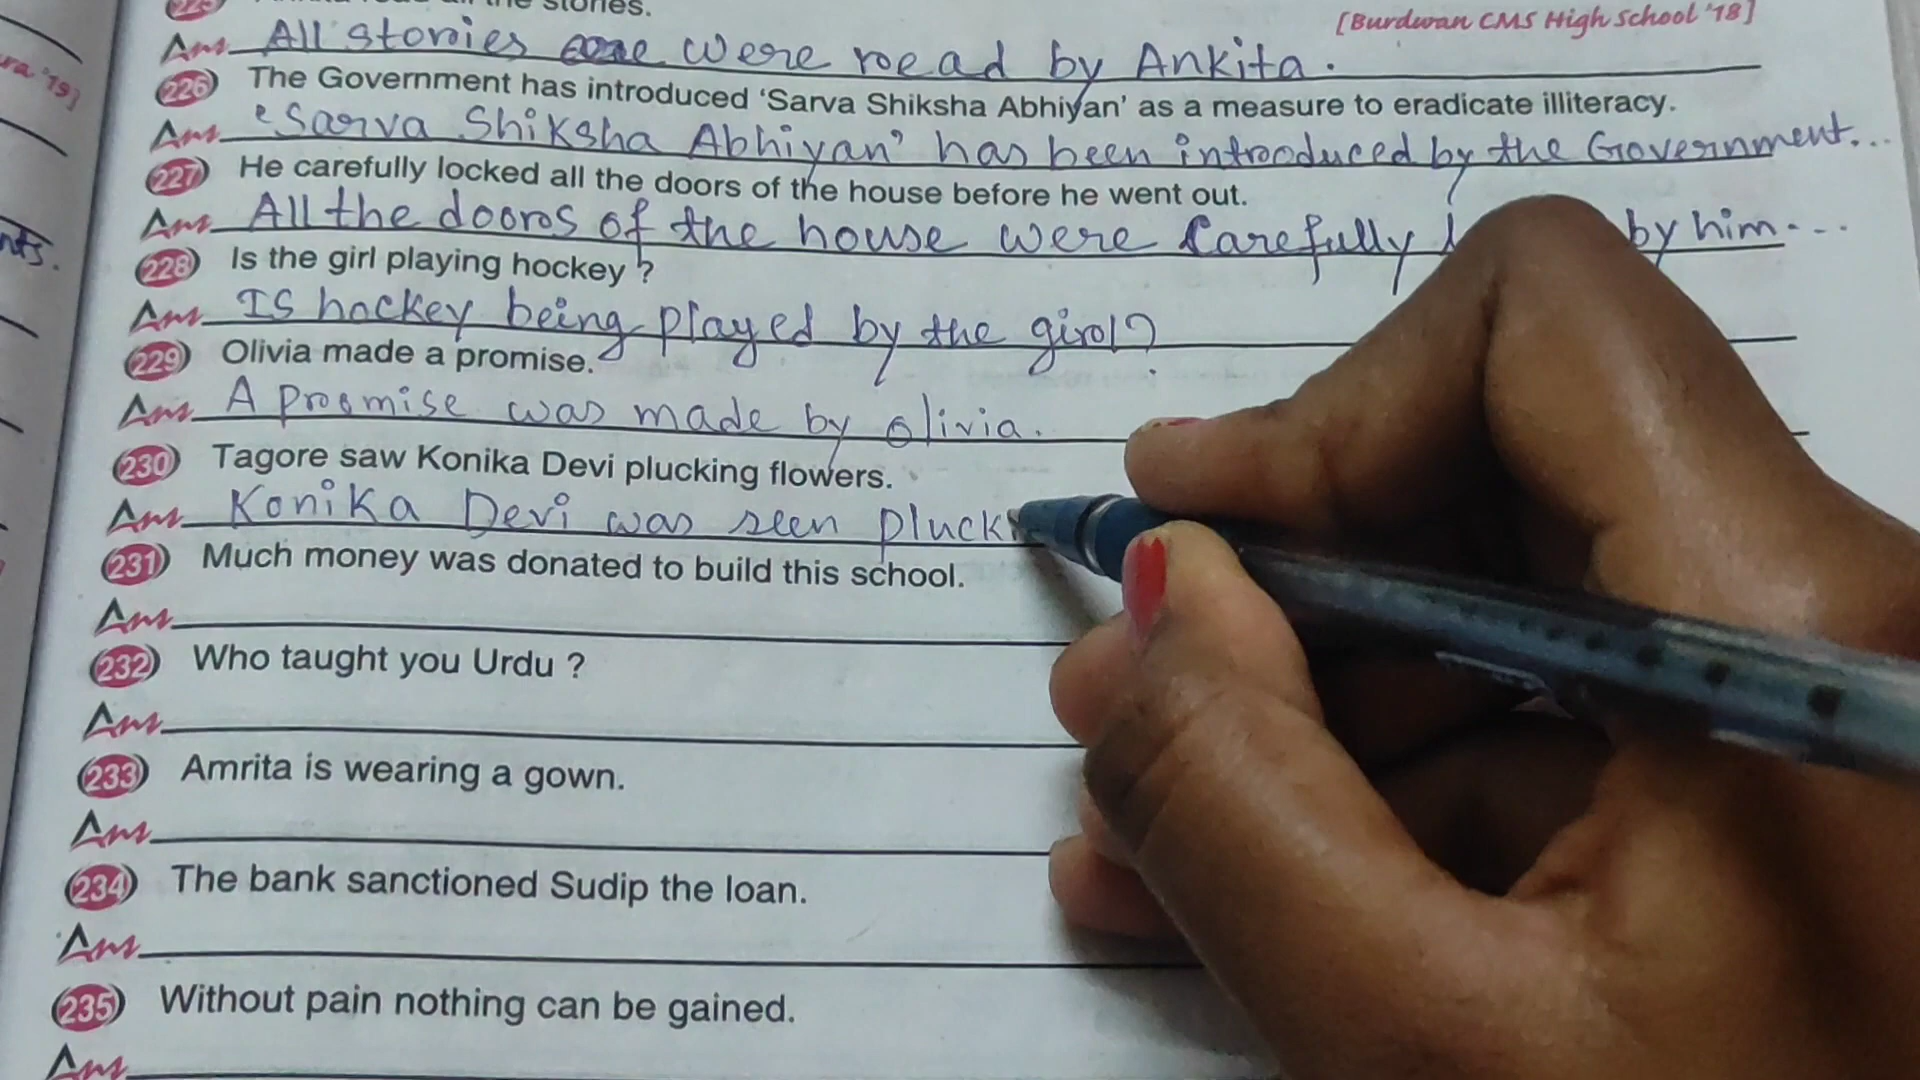 the stories.
[Burdwan CMS High School '18]
Ans All stories were read by Ankita.
226 The Government has introduced 'Sarva Shiksha Abhiyan' as a measure to eradicate illiteracy.
Ans 'Sarva Shiksha Abhiyan' has been introduced by the Government...
227 He carefully locked all the doors of the house before he went out.
Ans All the doors of the house were carefully by him...
228 Is the girl playing hockey ?
Ans Is hockey being played by the girl?
229 Olivia made a promise.
Ans A promise was made by Olivia.
230 Tagore saw Konika Devi plucking flowers.
Ans Konika Devi was seen pluck
231 Much money was donated to build this school.
Ans
232 Who taught you Urdu ?
Ans
233 Amrita is wearing a gown.
Ans
234 The bank sanctioned Sudip the loan.
Ans
235 Without pain nothing can be gained.
Ans